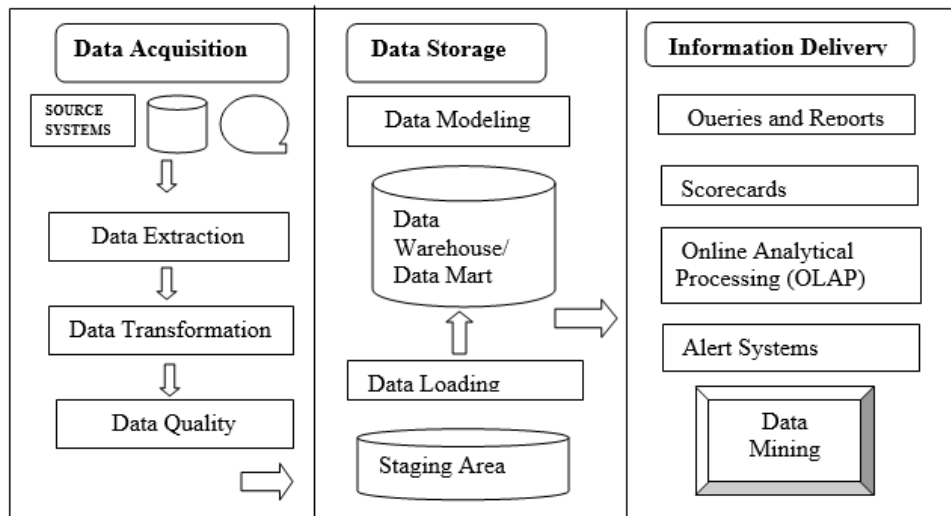 Data Acquisition
SOURCE
SYSTEMS
Data Extraction
Data Transformation
Data Quality
Data Storage
Data Modeling
Data
Warehouse/
Data Mart
Data Loading
Staging Area
Information Delivery
Queries and Reports
Scorecards
Online Analytical
Processing (OLAP)
Alert Systems
Data
Mining